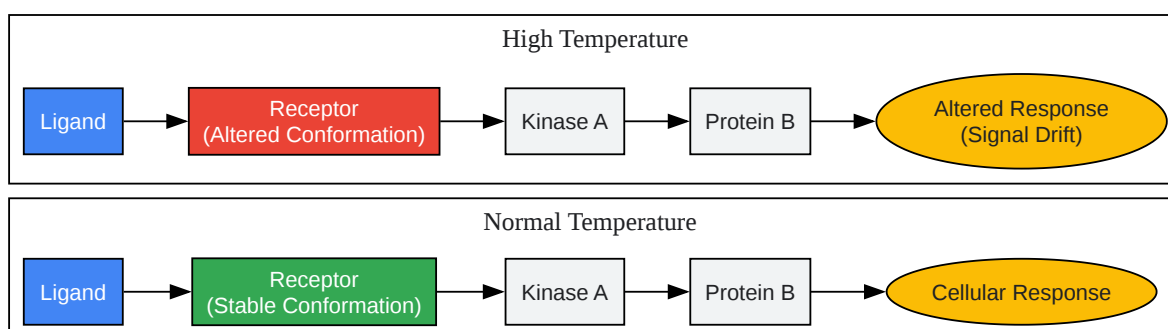 High Temperature
Ligand
Receptor
(Altered Conformation)
Kinase A
Protein B
Altered Response
(Signal Drift)
Normal Temperature
Ligand
Receptor
(Stable Conformation)
Kinase A
Protein B
Cellular Response